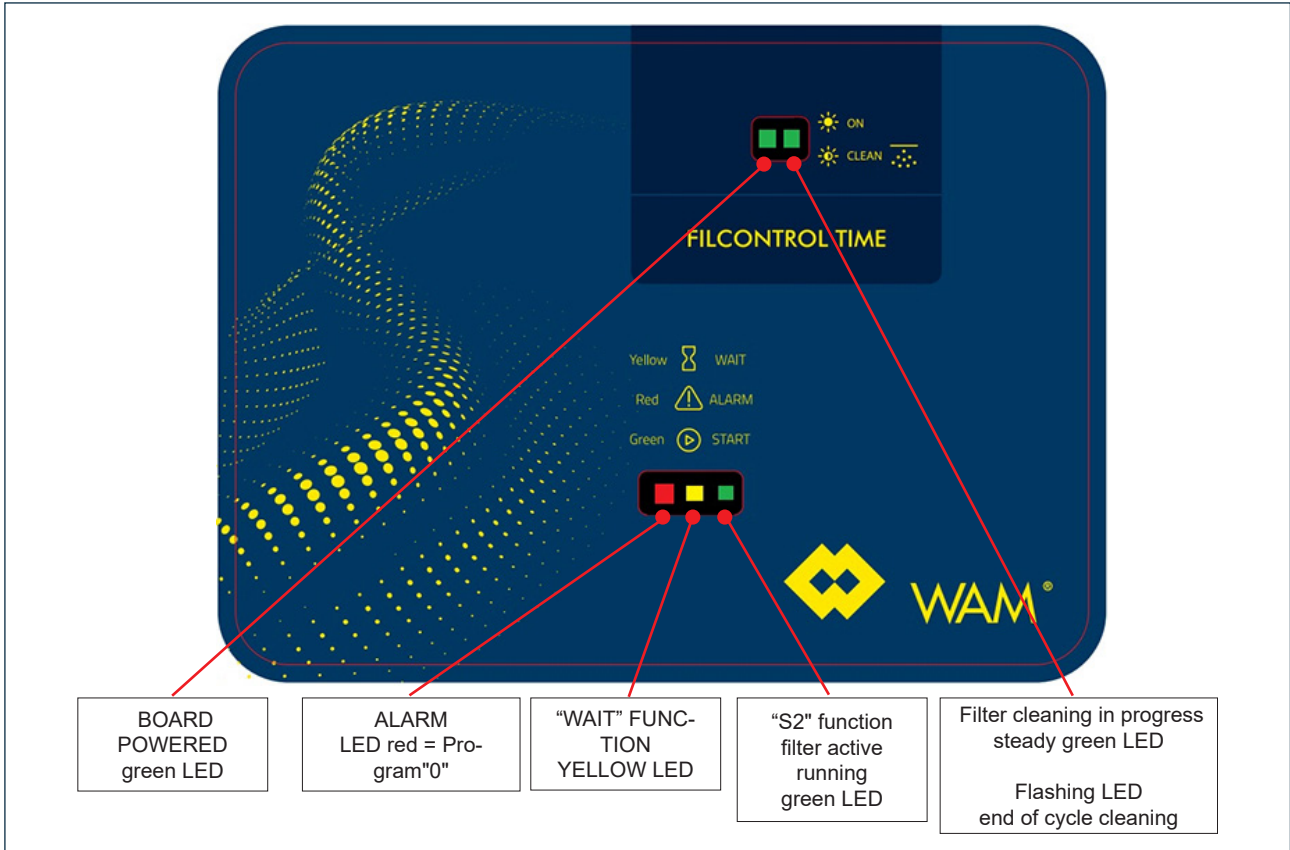 ON
CLEAN
FILCONTROL TIME
Yellow WAIT
Red ALARM
Green START
WAM®
BOARD
POWERED
green LED
ALARM
LED red = Pro-
gram"0"
“WAIT” FUNC-
TION
YELLOW LED
“S2" function
filter active
running
green LED
Filter cleaning in progress
steady green LED
Flashing LED
end of cycle cleaning